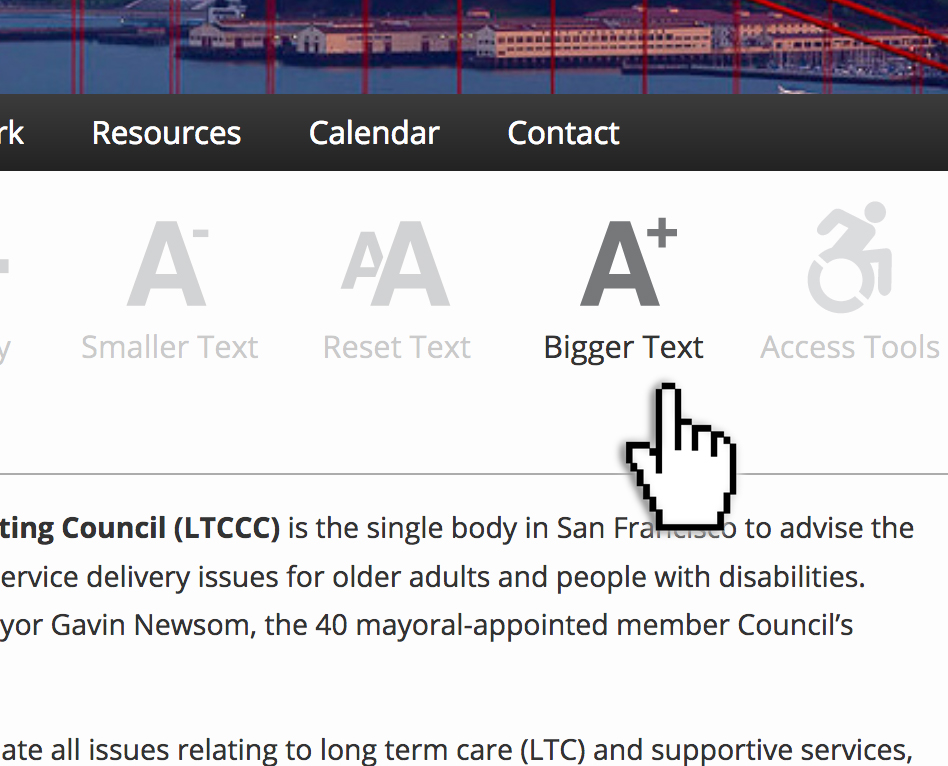 rk Resources Calendar Contact
A- AA A+
y Smaller Text Reset Text Bigger Text Access Tools
ting Council (LTCCC) is the single body in San Francisco to advise the
ervice delivery issues for older adults and people with disabilities.
yor Gavin Newsom, the 40 mayoral-appointed member Council’s
ate all issues relating to long term care (LTC) and supportive services,